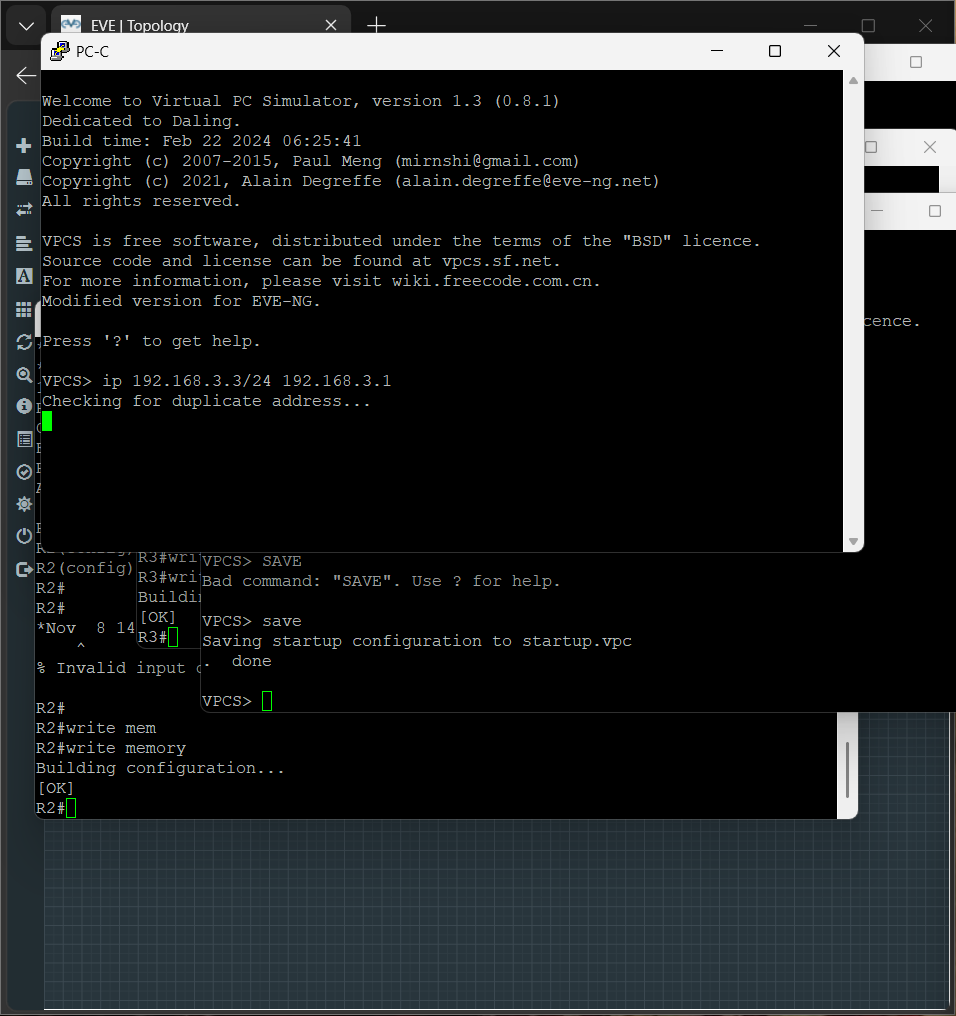 EVE | Topology
PC-C
Welcome to Virtual PC Simulator, version 1.3 (0.8.1)
Dedicated to Daling.
Build time: Feb 22 2024 06:25:41
Copyright (c) 2007-2015, Paul Meng (mirnshi@gmail.com)
Copyright (c) 2021, Alain Degreffe (alain.degreffe@eve-ng.net)
All rights reserved.
VPCS is free software, distributed under the terms of the "BSD" licence.
Source code and license can be found at vpcs.sf.net.
For more information, please visit wiki.freecode.com.cn.
Modified version for EVE-NG.
Press '?' to get help.
VPCS> ip 192.168.3.3/24 192.168.3.1
Checking for duplicate address...
cence.
R3#wri
R3#wri
Buildi
[OK]
R3#
VPCS> SAVE
Bad command: "SAVE". Use ? for help.
VPCS> save
Saving startup configuration to startup.vpc
.  done
VPCS>
R2(config)
R2#
R2#
*Nov  8 14
^
% Invalid input
R2#
R2#write mem
R2#write memory
Building configuration...
[OK]
R2#